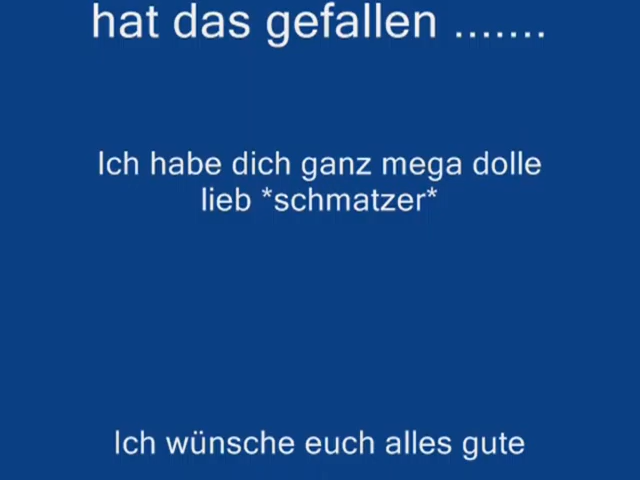 hat das gefallen .......
Ich habe dich ganz mega dolle
lieb *schmatzer*
Ich wünsche euch alles gute